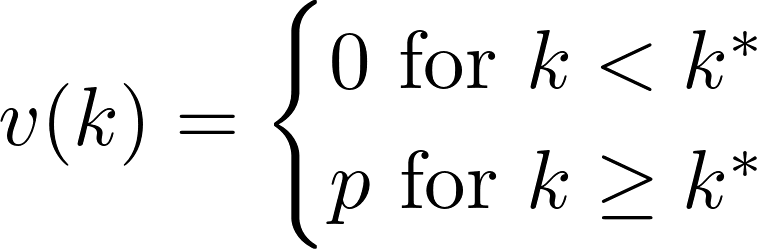 v(k) = { 0 for k < k*
p for k ≥ k*